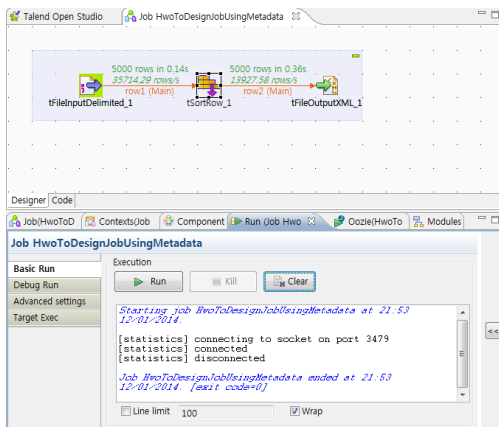 Talend Open Studio
Job HwoToDesignJobUsingMetadata
5000 rows in 0.14s
35714.29 rows/s
row1 (Main)
5000 rows in 0.36s
13927.58 rows/s
row2 (Main)
tFileInputDelimited_1
tSortRow_1
tFileOutputXML_1
Designer Code
Job(HwoToD
Contexts(Job
Component
Run (Job Hwo
Oozie(HwoTo
Modules
Job HwoToDesignJobUsingMetadata
Basic Run
Debug Run
Advanced settings
Target Exec
Execution
Run
Kill
Clear
Starting job HwoToDesignJobUsingMetadata at 21:53
12/01/2014.
[statistics] connecting to socket on port 3479
[statistics] connected
[statistics] disconnected
Job HwoToDesignJobUsingMetadata ended at 21:53
12/01/2014. [exit code=0]
Line limit 100
Wrap
<<